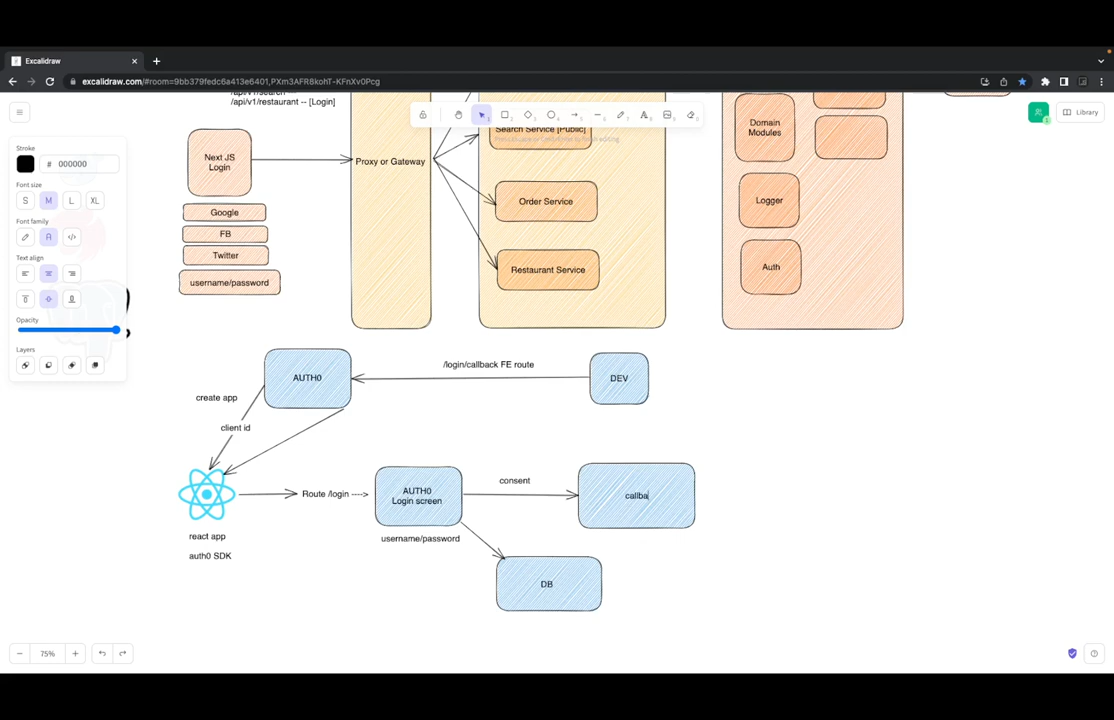 Excalidraw
excalidraw.com/#room=9bb379fedc6a413e6401,PXm3AFR8kohT-KFnXv0Pcg
/api/v1/search --
/api/v1/restaurant -- [Login]
Library
Stroke
# 000000
Font size
S M L XL
Font family
A
Text align
Opacity
Layers
Next JS
Login
Google
FB
Twitter
username/password
Proxy or Gateway
Search Service [Public]
Order Service
Restaurant Service
Domain
Modules
Logger
Auth
AUTH0
/login/callback FE route
DEV
create app
client id
Route /login ---->
AUTH0
Login screen
consent
callba
username/password
react app
auth0 SDK
DB
75%